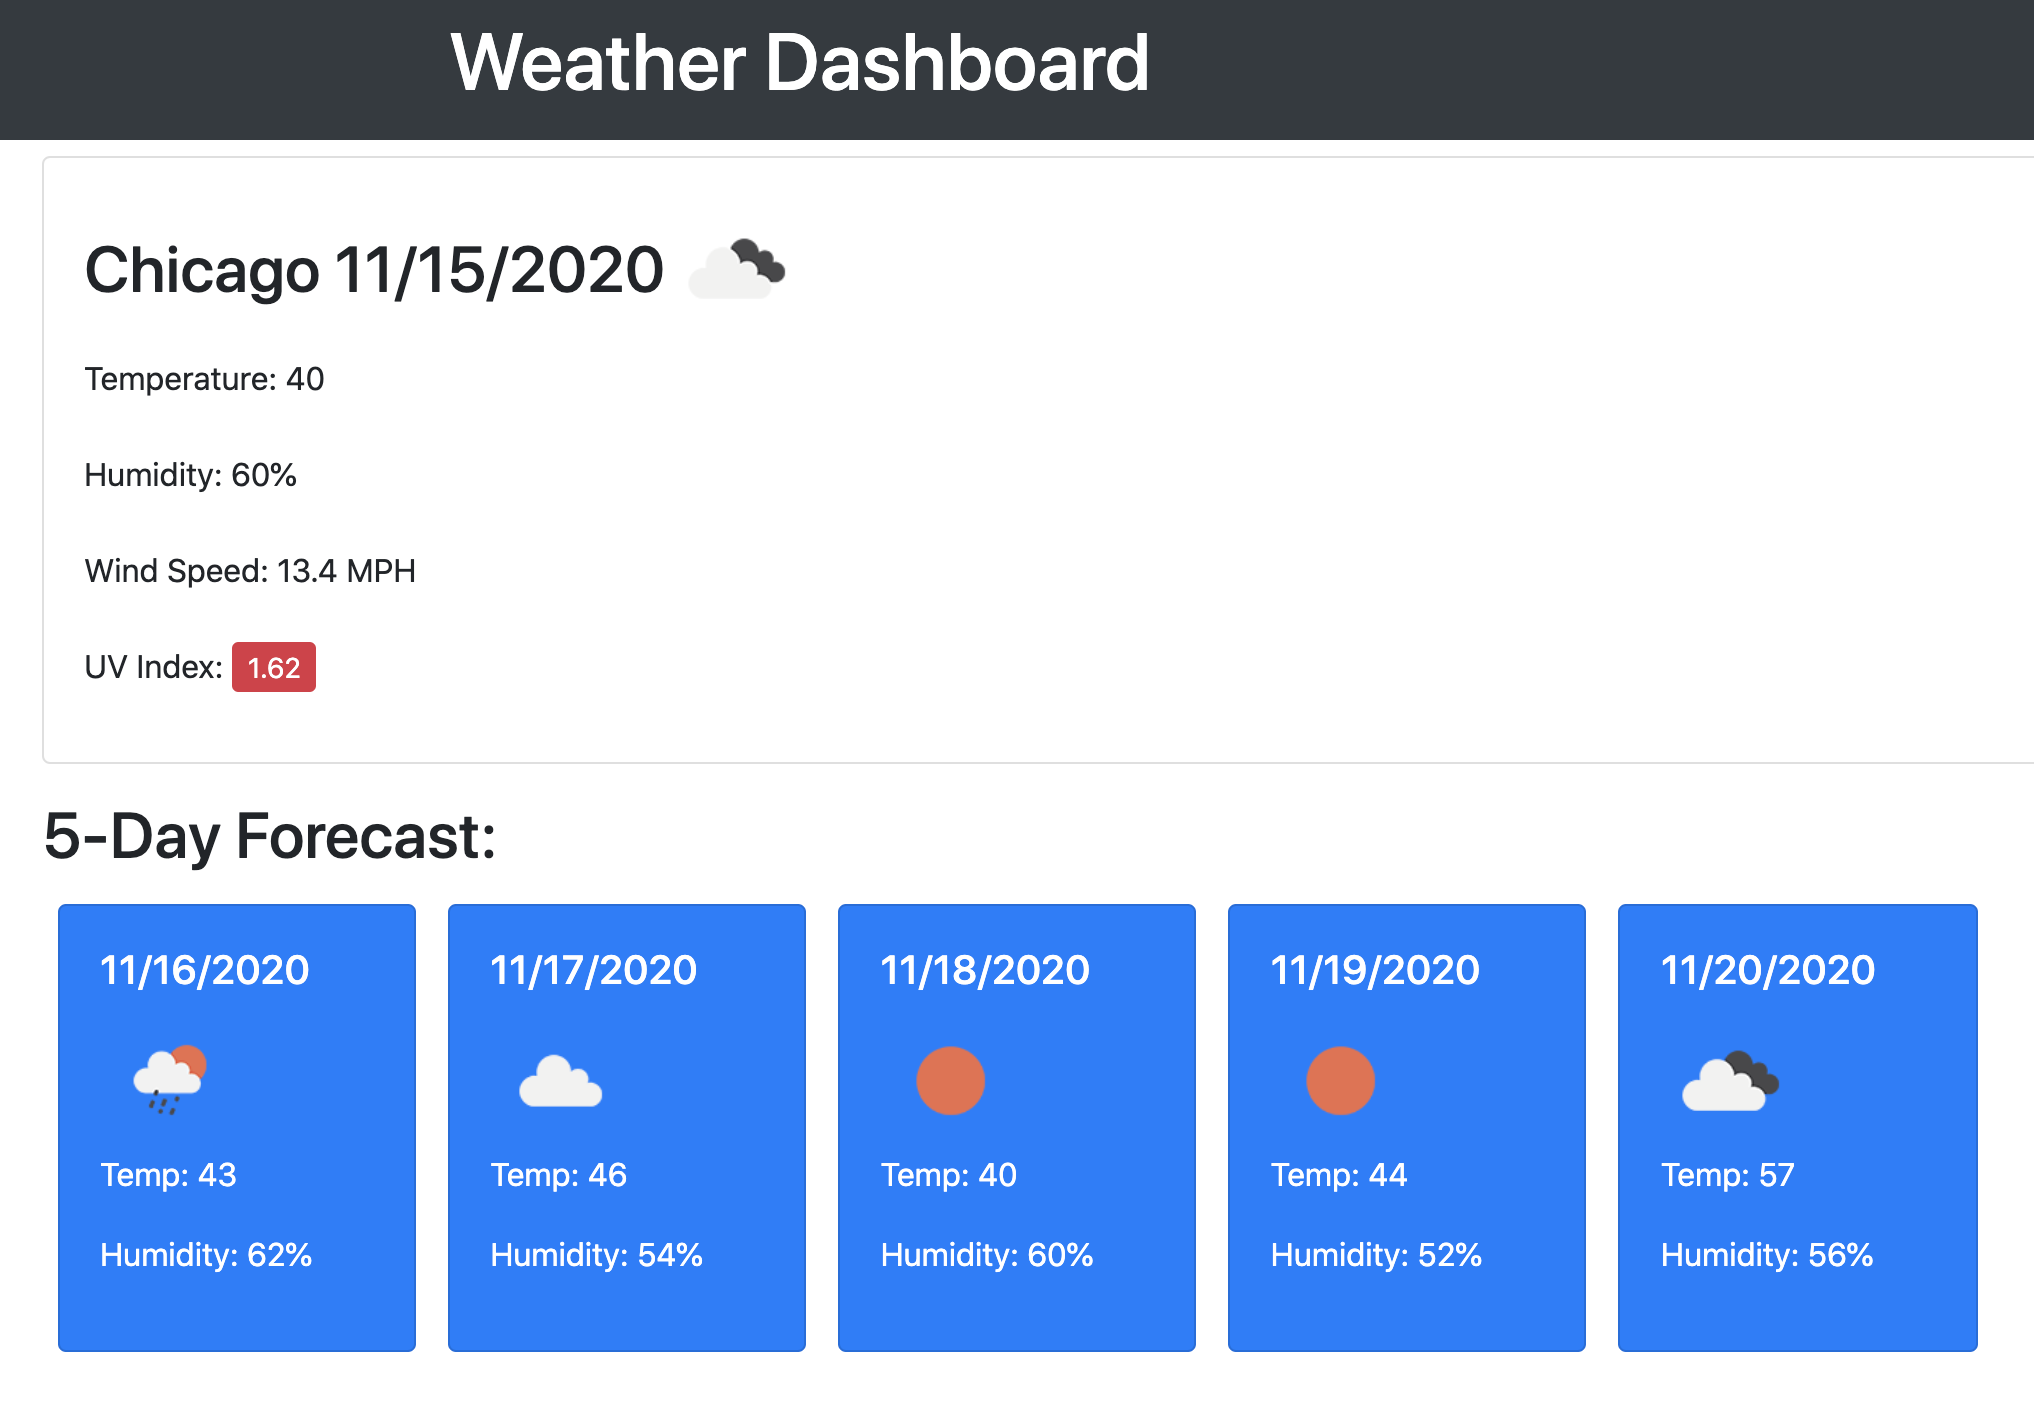 Weather Dashboard
Chicago 11/15/2020
Temperature: 40
Humidity: 60%
Wind Speed: 13.4 MPH
UV Index: 1.62
5-Day Forecast:
11/16/2020
Temp: 43
Humidity: 62%
11/17/2020
Temp: 46
Humidity: 54%
11/18/2020
Temp: 40
Humidity: 60%
11/19/2020
Temp: 44
Humidity: 52%
11/20/2020
Temp: 57
Humidity: 56%